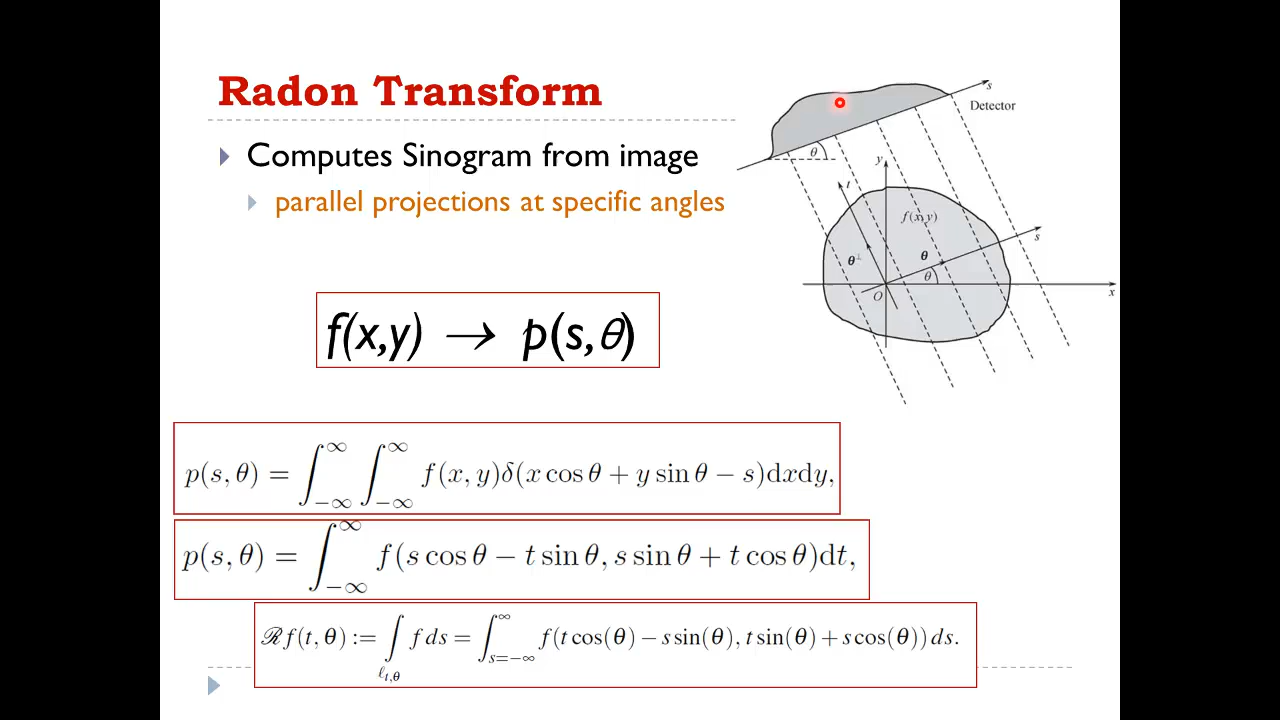 Radon Transform
Computes Sinogram from image
parallel projections at specific angles
s
Detector
θ
y
t
f(x,y)
s
θ⊥
θ
θ
O
x
f(x,y) → p(s,θ)
p(s, θ) = ∫_{−∞}^{∞} ∫_{−∞}^{∞} f(x, y)δ(x cos θ + y sin θ − s)dxdy,
p(s, θ) = ∫_{−∞}^{∞} f(s cos θ − t sin θ, s sin θ + t cos θ)dt,
ℛf(t, θ) := ∫_{ℓ_{t,θ}} f ds = ∫_{s=−∞}^{∞} f(t cos(θ) − s sin(θ), t sin(θ) + s cos(θ)) ds.